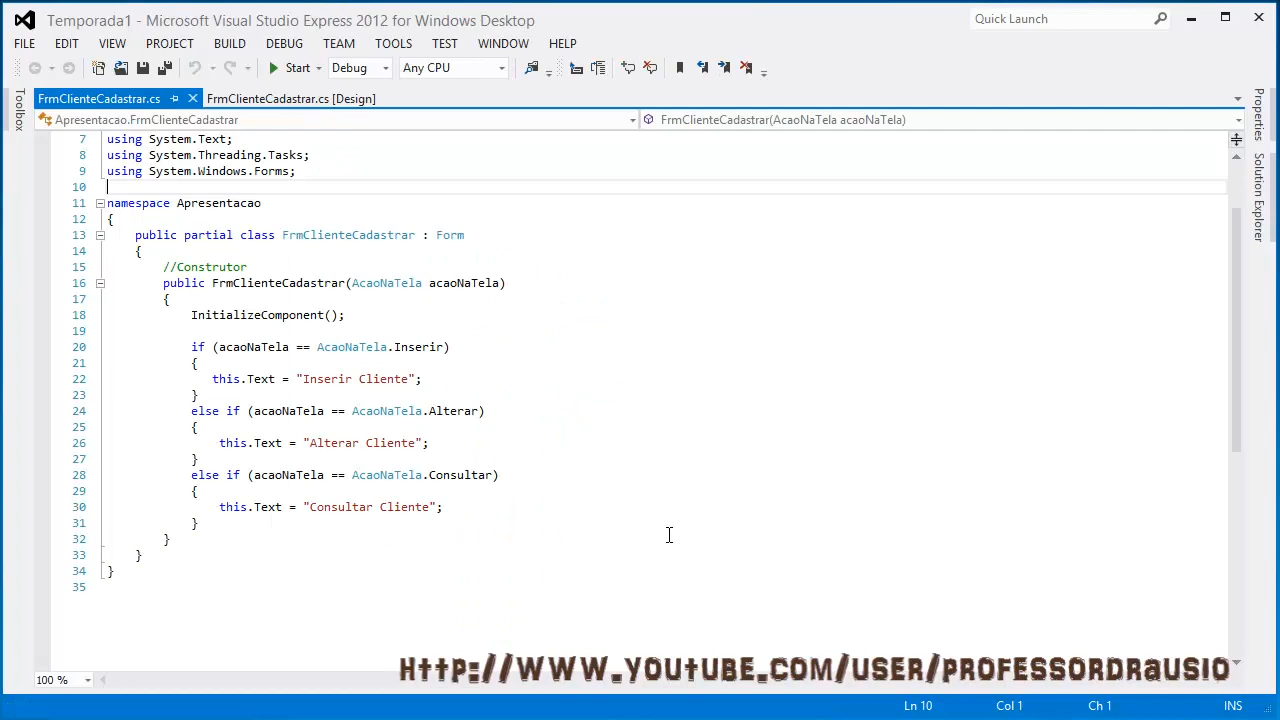 Temporada1 - Microsoft Visual Studio Express 2012 for Windows Desktop
Quick Launch
FILE EDIT VIEW PROJECT BUILD DEBUG TEAM TOOLS TEST WINDOW HELP
Start Debug Any CPU
Toolbox
FrmClienteCadastrar.cs FrmClienteCadastrar.cs [Design]
Properties
Solution Explorer
Apresentacao.FrmClienteCadastrar FrmClienteCadastrar(AcaoNaTela acaoNaTela)
7 using System.Text;
8 using System.Threading.Tasks;
9 using System.Windows.Forms;
10
11 namespace Apresentacao
12 {
13 public partial class FrmClienteCadastrar : Form
14 {
15 //Construtor
16 public FrmClienteCadastrar(AcaoNaTela acaoNaTela)
17 {
18 InitializeComponent();
19
20 if (acaoNaTela == AcaoNaTela.Inserir)
21 {
22 this.Text = "Inserir Cliente";
23 }
24 else if (acaoNaTela == AcaoNaTela.Alterar)
25 {
26 this.Text = "Alterar Cliente";
27 }
28 else if (acaoNaTela == AcaoNaTela.Consultar)
29 {
30 this.Text = "Consultar Cliente";
31 }
32 }
33 }
34 }
35
HTTP://WWW.YOUTUBE.COM/USER/PROFESSORDRAUSIO
100 %
Ln 10 Col 1 Ch 1 INS